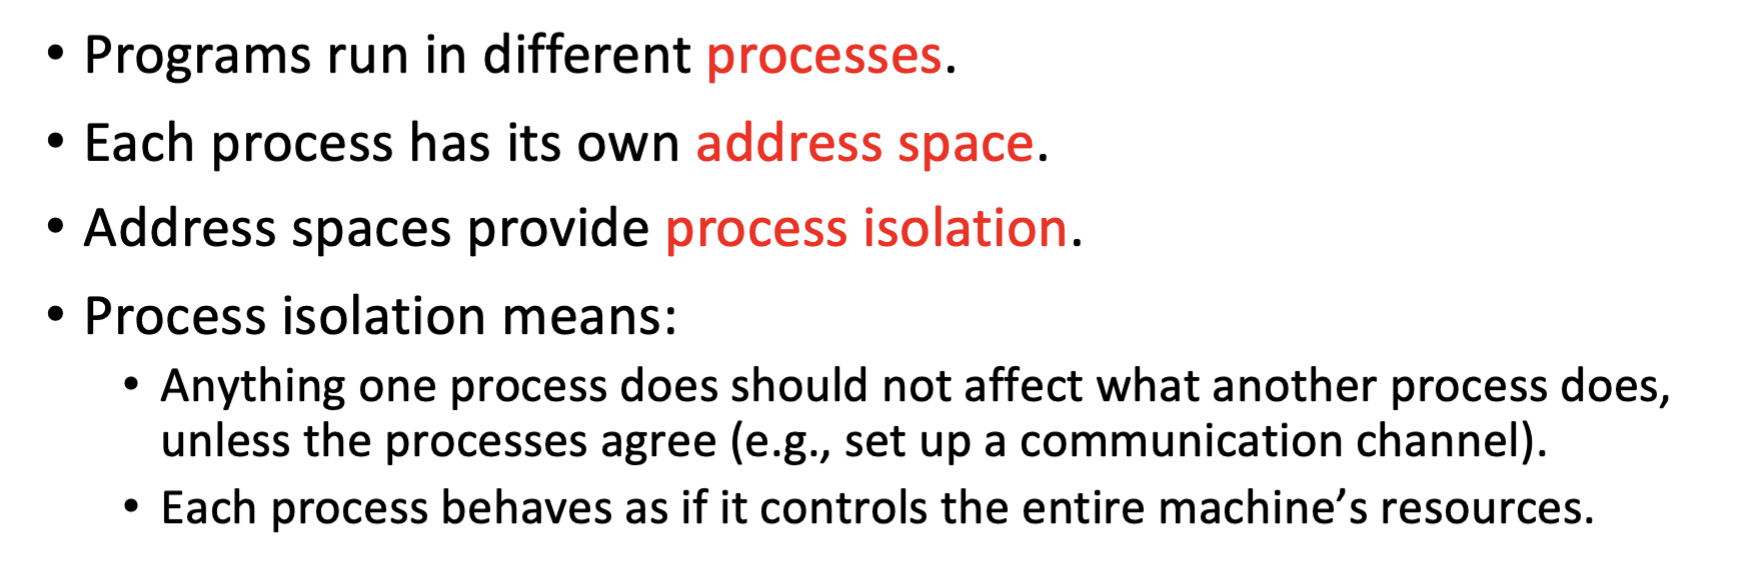 • Programs run in different processes.
• Each process has its own address space.
• Address spaces provide process isolation.
• Process isolation means:
• Anything one process does should not affect what another process does,
unless the processes agree (e.g., set up a communication channel).
• Each process behaves as if it controls the entire machine’s resources.